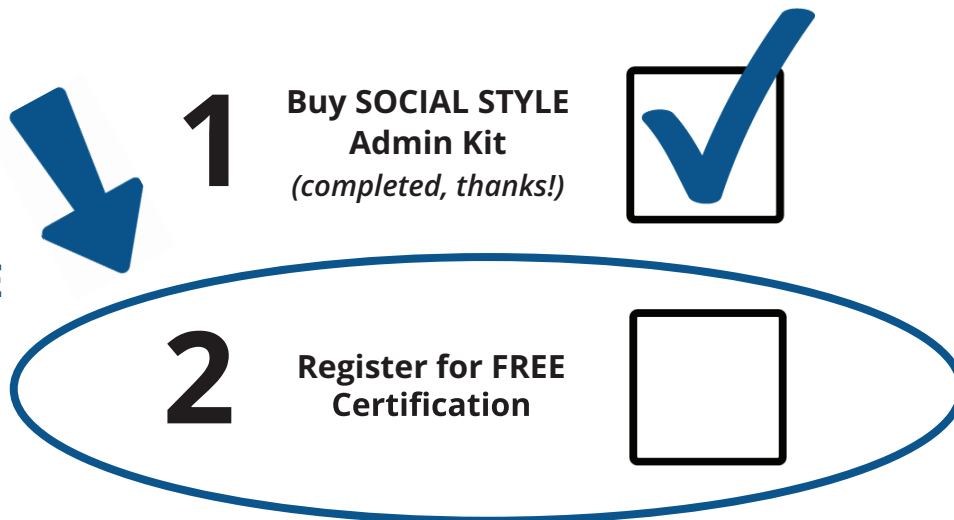 1
Buy SOCIAL STYLE
Admin Kit
(completed, thanks!)
2
Register for FREE
Certification